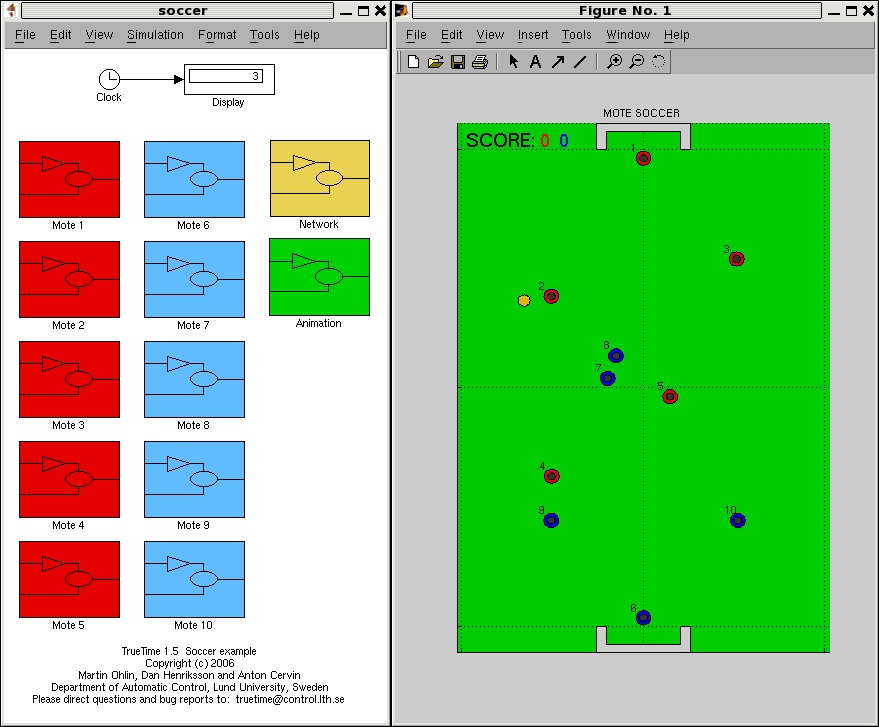 soccer
File Edit View Simulation Format Tools Help
3
Clock
Display
Mote 1
Mote 6
Network
Mote 2
Mote 7
Animation
Mote 3
Mote 8
Mote 4
Mote 9
Mote 5
Mote 10
TrueTime 1.5 Soccer example
Copyright (c) 2006
Martin Ohlin, Dan Henriksson and Anton Cervin
Department of Automatic Control, Lund University, Sweden
Please direct questions and bug reports to: truetime@control.lth.se
Figure No. 1
File Edit View Insert Tools Window Help
A
MOTE SOCCER
SCORE: 0 0
1
3
2
8
7
5
4
9
10
6